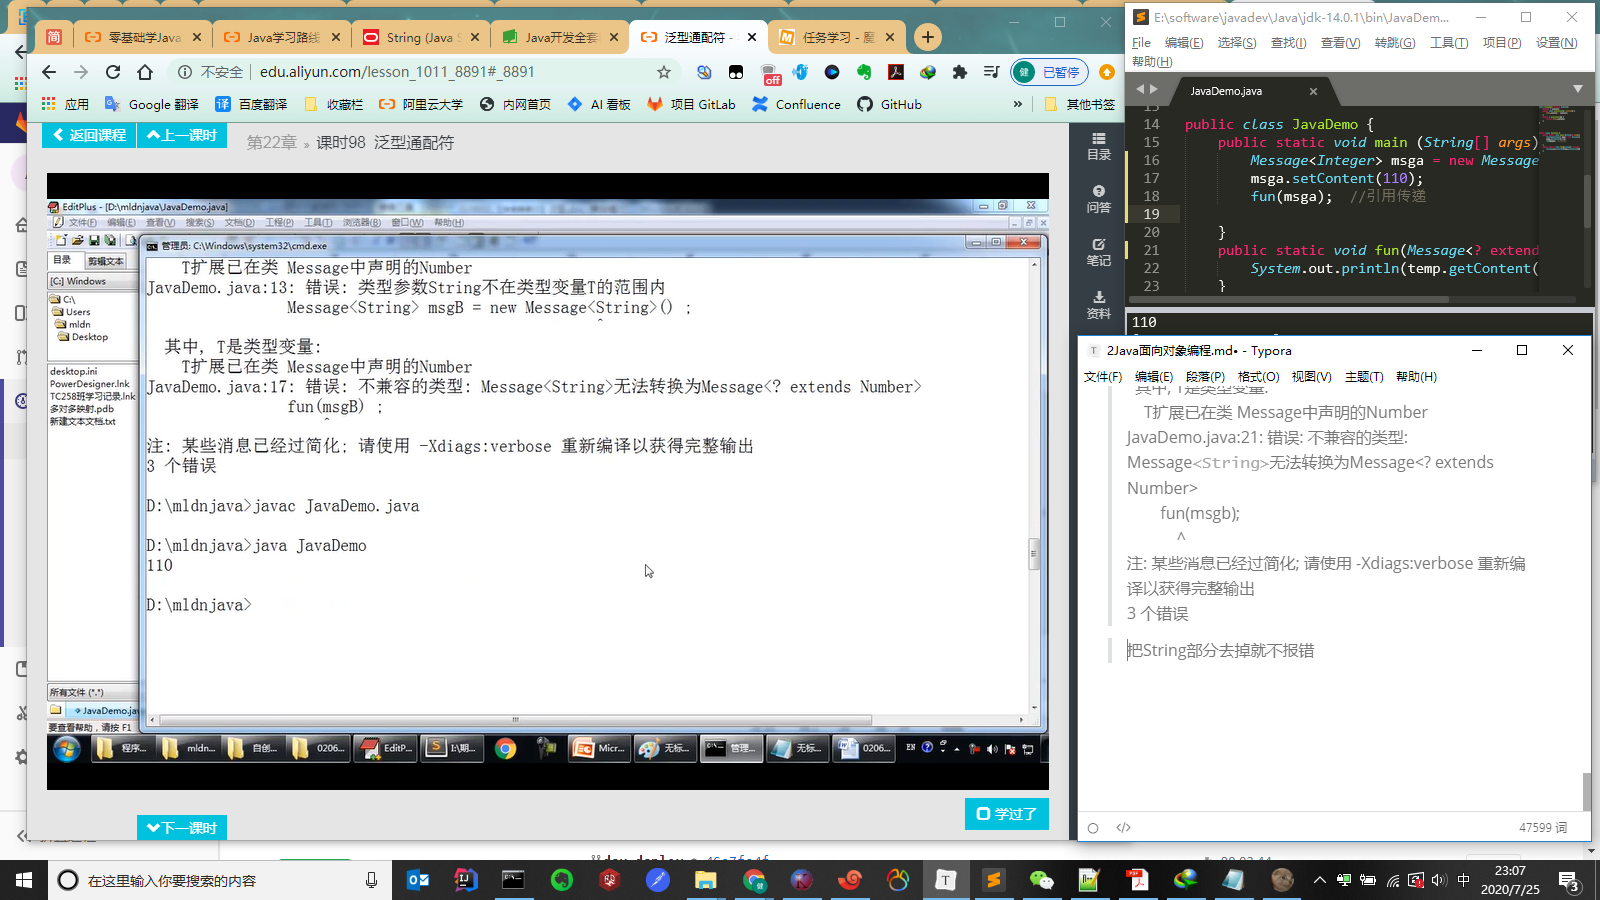 零基础学Java
Java学习路线
String (Java S
Java开发全套
泛型通配符 -
任务学习 - 魔
不安全
edu.aliyun.com/lesson_1011_8891#_8891
off
健 已暂停
应用
Google 翻译
百度翻译
收藏栏
阿里云大学
内网首页
AI 看板
项目 GitLab
Confluence
GitHub
»
其他书签
返回课程
上一课时
第22章 » 课时98 泛型通配符
目录
问答
笔记
资料
EditPlus - [D:\mldnjava\JavaDemo.java]
文件(F) 编辑(E) 查看(V) 搜索(S) 文档(D) 工程(P) 工具(T) 浏览器(B) 窗口(W) 帮助(H)
目录 剪辑文本
[C:] Windows
C:\
Users
mldn
Desktop
desktop.ini
PowerDesigner.lnk
TC258班学习记录.lnk
多对多映射.pdb
新建文本文档.txt
所有文件 (*.*)
JavaDemo.jav
要查看帮助，请按 F1
管理员: C:\Windows\system32\cmd.exe
T扩展已在类 Message中声明的Number
JavaDemo.java:13: 错误: 类型参数String不在类型变量T的范围内
Message<String> msgB = new Message<String>() ;
^
其中, T是类型变量:
T扩展已在类 Message中声明的Number
JavaDemo.java:17: 错误: 不兼容的类型: Message<String>无法转换为Message<? extends Number>
fun(msgB) ;
^
注: 某些消息已经过简化; 请使用 -Xdiags:verbose 重新编译以获得完整输出
3 个错误
D:\mldnjava>javac JavaDemo.java
D:\mldnjava>java JavaDemo
110
D:\mldnjava>
程序...
mldn...
自创...
0206...
EditP...
I:\期...
Micr...
无标...
管理...
无标...
0206...
EN
学过了
下一课时
E:\software\javadev\Java\jdk-14.0.1\bin\JavaDem...
File 编辑(E) 选择(S) 查找(I) 查看(V) 转跳(G) 工具(T) 项目(P) 设置(N)
帮助(H)
JavaDemo.java
14 public class JavaDemo {
15 public static void main (String[] args)
16 Message<Integer> msga = new Message
17 msga.setContent(110);
18 fun(msga); //引用传递
19
20 }
21 public static void fun(Message<? extend
22 System.out.println(temp.getContent(
23 }
110
2Java面向对象编程.md• - Typora
文件(F) 编辑(E) 段落(P) 格式(O) 视图(V) 主题(T) 帮助(H)
其中, T是类型变量:
T扩展已在类 Message中声明的Number
JavaDemo.java:21: 错误: 不兼容的类型:
Message<String>无法转换为Message<? extends
Number>
fun(msgb);
^
注: 某些消息已经过简化; 请使用 -Xdiags:verbose 重新编
译以获得完整输出
3 个错误
把String部分去掉就不报错
</>
47599 词
在这里输入你要搜索的内容
中
23:07
2020/7/25
3